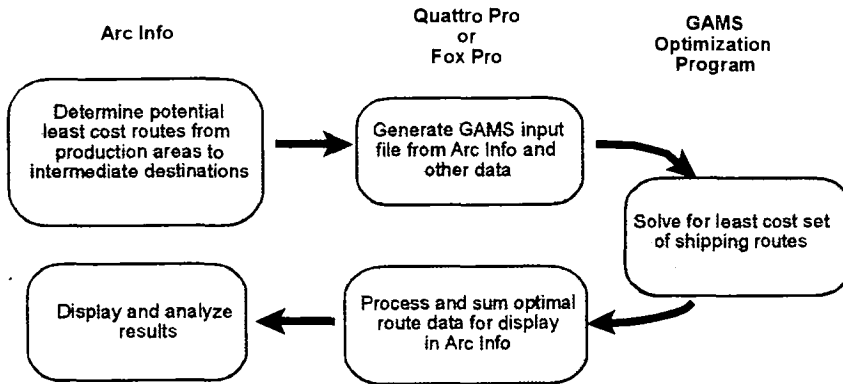 Arc Info
Quattro Pro
or
Fox Pro
GAMS
Optimization
Program
Determine potential
least cost routes from
production areas to
intermediate destinations
Generate GAMS input
file from Arc Info and
other data
Solve for least cost set
of shipping routes
Process and sum optimal
route data for display
in Arc Info
Display and analyze
results